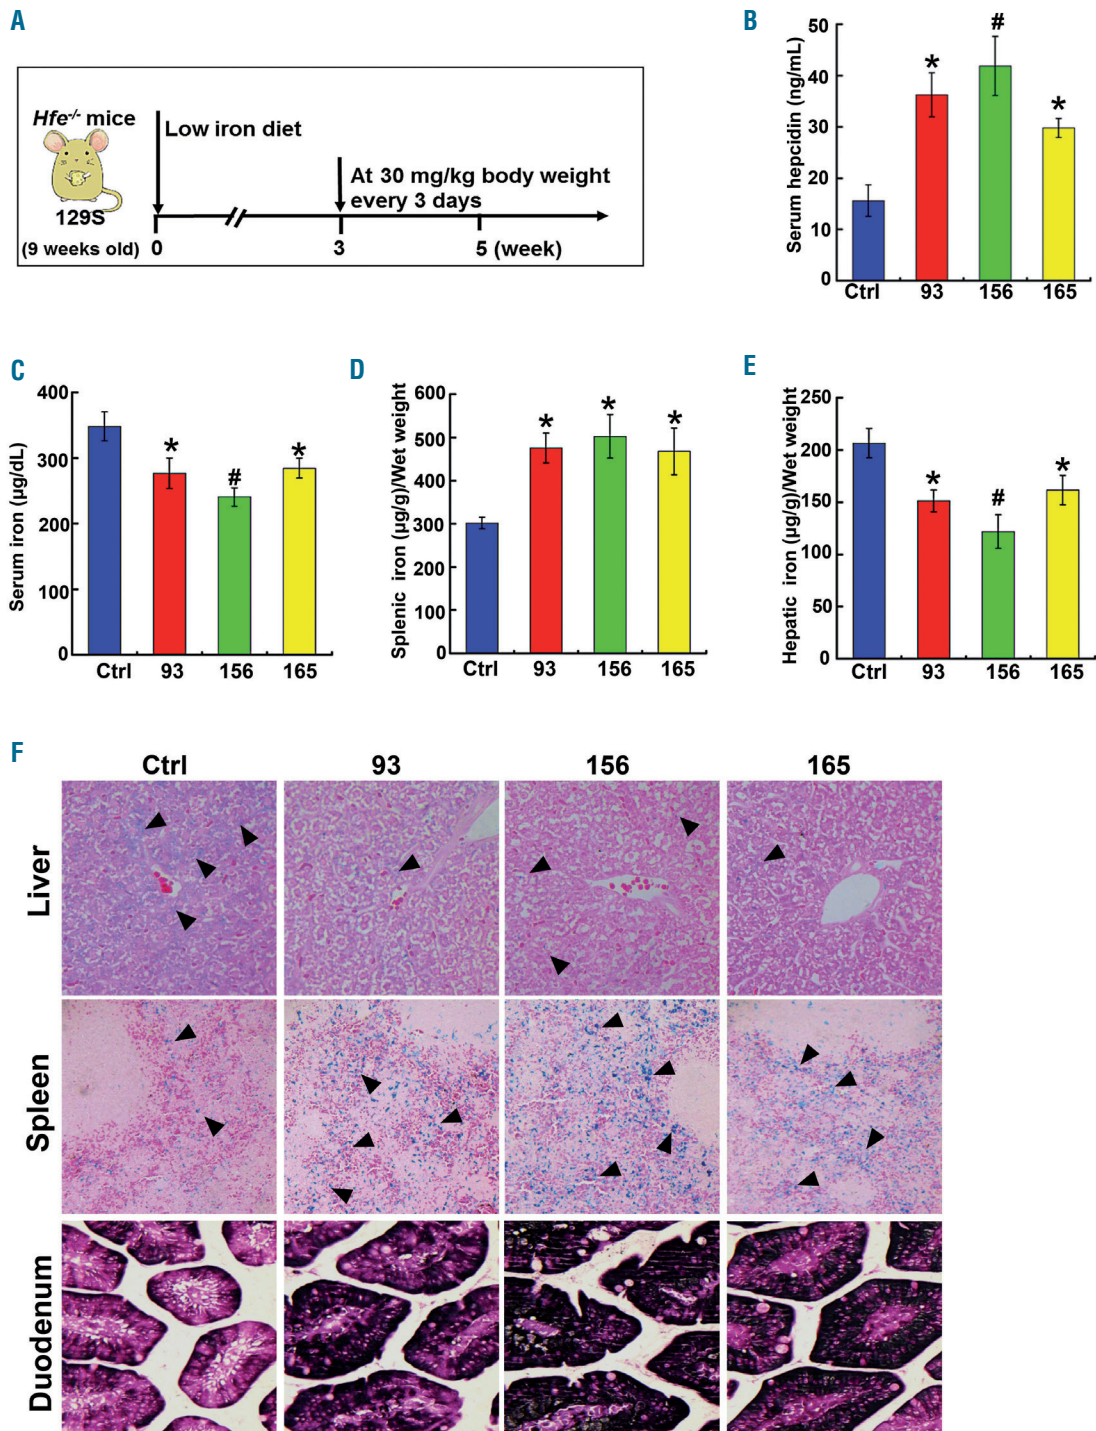 A
Hfe-/- mice
129S
(9 weeks old)
Low iron diet
At 30 mg/kg body weight
every 3 days
0
3
5 (week)
B
Serum hepcidin (ng/mL)
50
40
30
20
10
0
*
#
*
Ctrl
93
156
165
C
Serum iron (µg/dL)
400
300
200
100
0
*
#
*
Ctrl
93
156
165
D
Splenic iron (µg/g)/Wet weight
600
500
400
300
200
100
0
*
*
*
Ctrl
93
156
165
E
Hepatic iron (µg/g)/Wet weight
250
200
150
100
50
0
*
#
*
Ctrl
93
156
165
F
Ctrl
93
156
165
Liver
Spleen
Duodenum